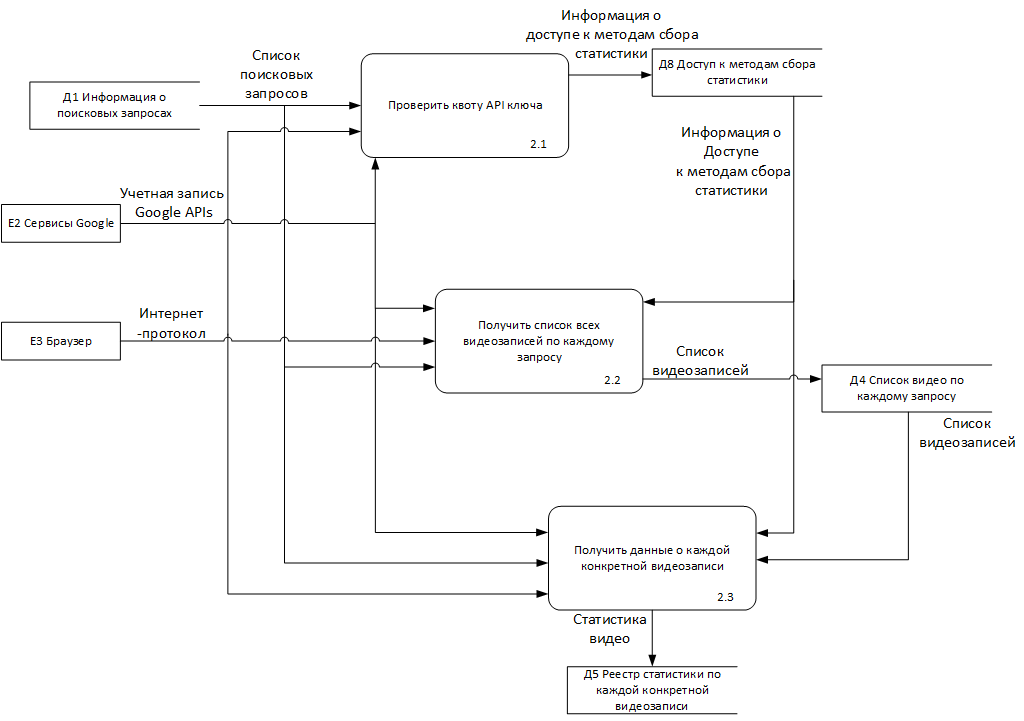 Информация о
доступе к методам сбора
статистики
Список
поисковых
запросов
Д1 Информация о
поисковых запросах
Проверить квоту API ключа
2.1
Д8 Доступ к методам сбора
статистики
Информация о
Доступе
к методам сбора
статистики
Учетная запись
Google APIs
E2 Сервисы Google
Интернет
-протокол
E3 Браузер
Получить список всех
видеозаписей по каждому
запросу
2.2
Список
видеозаписей
Д4 Список видео по
каждому запросу
Список
видеозаписей
Получить данные о каждой
конкретной видеозаписи
2.3
Статистика
видео
Д5 Реестр статистики по
каждой конкретной
видеозаписи